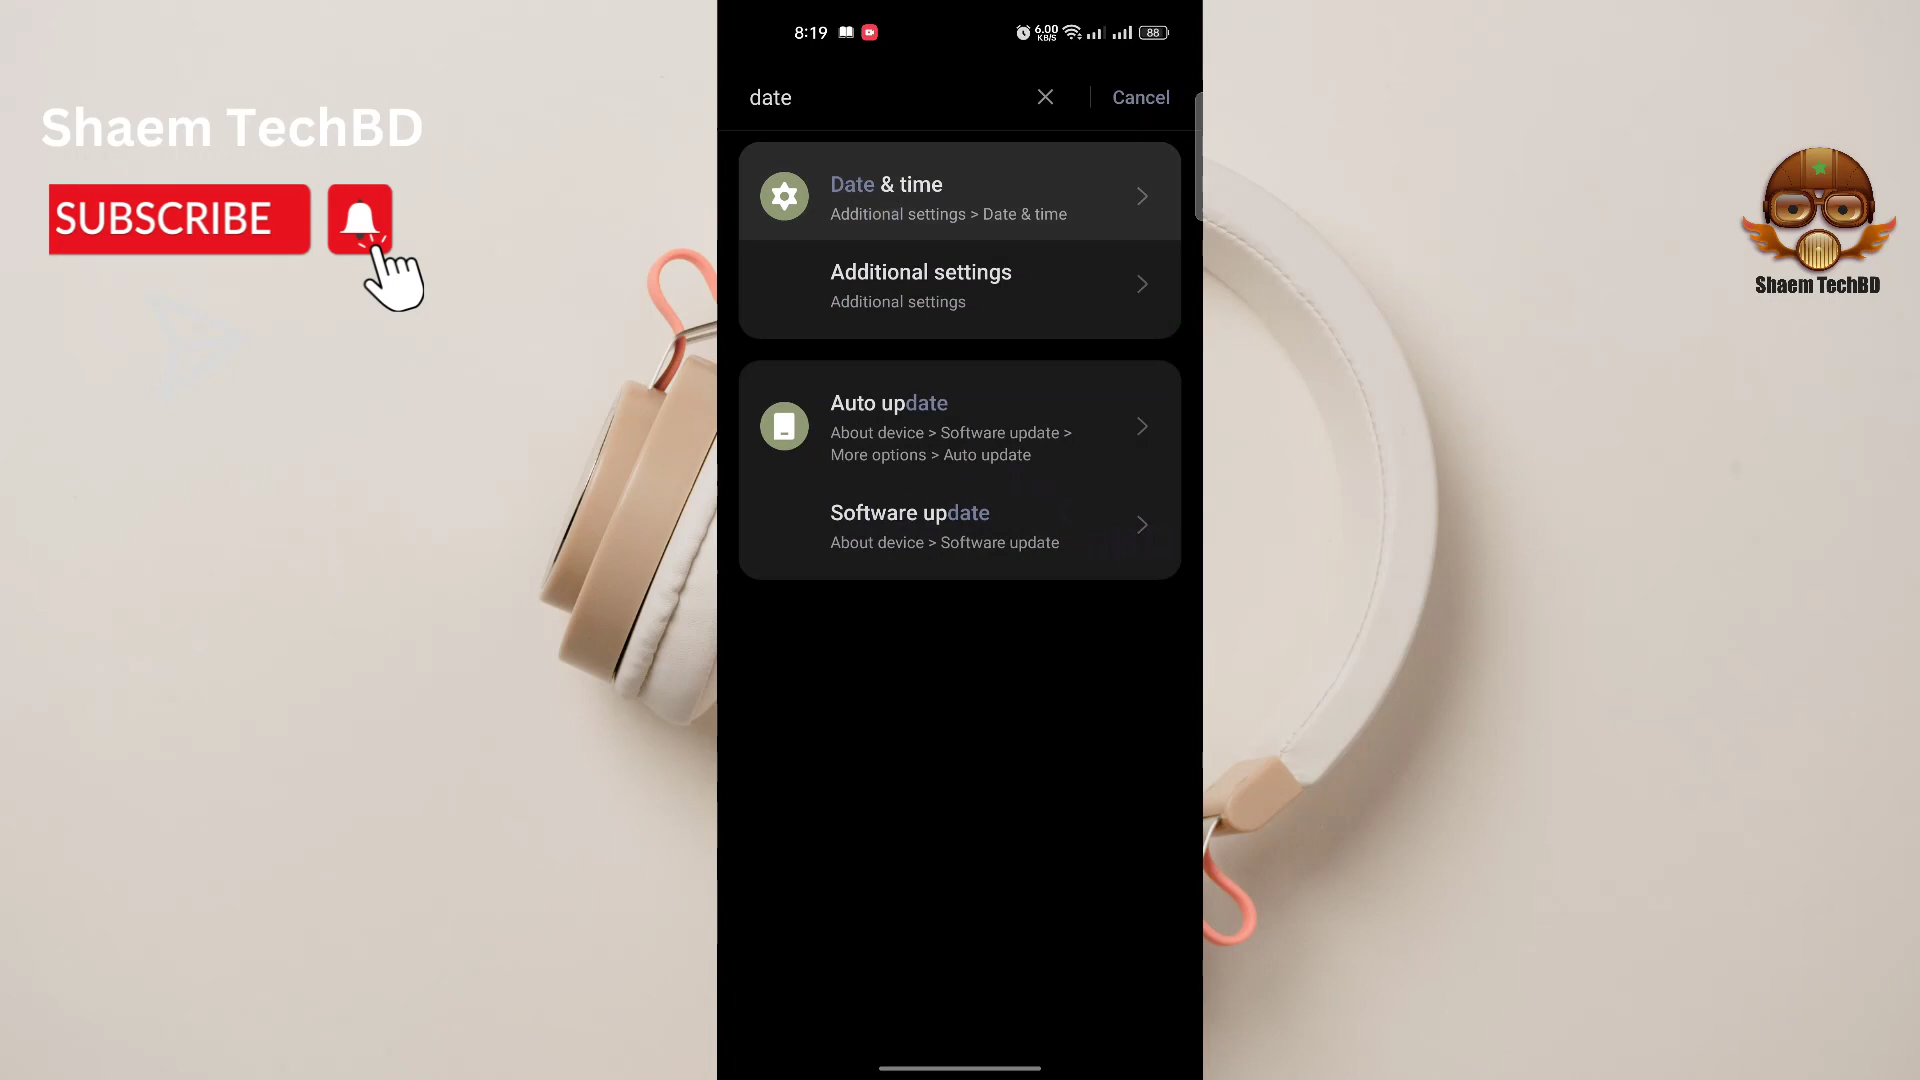 Shaem TechBD
SUBSCRIBE
8:19
6.00
KB/S
88
date
Cancel
Date & time
Additional settings > Date & time
Additional settings
Additional settings
Auto update
About device > Software update >
More options > Auto update
Software update
About device > Software update
Shaem TechBD